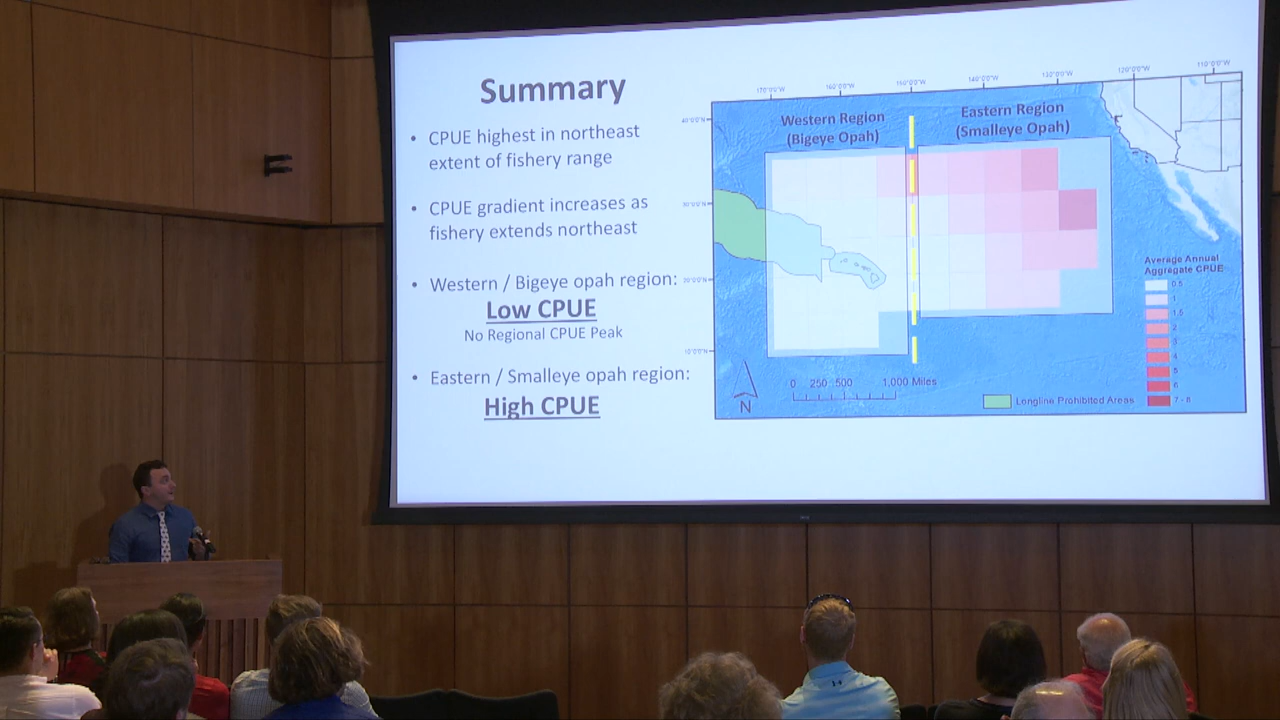 Summary
• CPUE highest in northeast
extent of fishery range
• CPUE gradient increases as
fishery extends northeast
• Western / Bigeye opah region:
Low CPUE
No Regional CPUE Peak
• Eastern / Smalleye opah region:
High CPUE
170°0'0"W 160°0'0"W 150°0'0"W 140°0'0"W 130°0'0"W 120°0'0"W 110°0'0"W
40°0'0"N
30°0'0"N
20°0'0"N
10°0'0"N
Western Region
(Bigeye Opah)
Eastern Region
(Smalleye Opah)
Average Annual
Aggregate CPUE
0.5
1
1.5
2
3
4
5
6
7 - 8
N
0 250 500 1,000 Miles
Longline Prohibited Areas